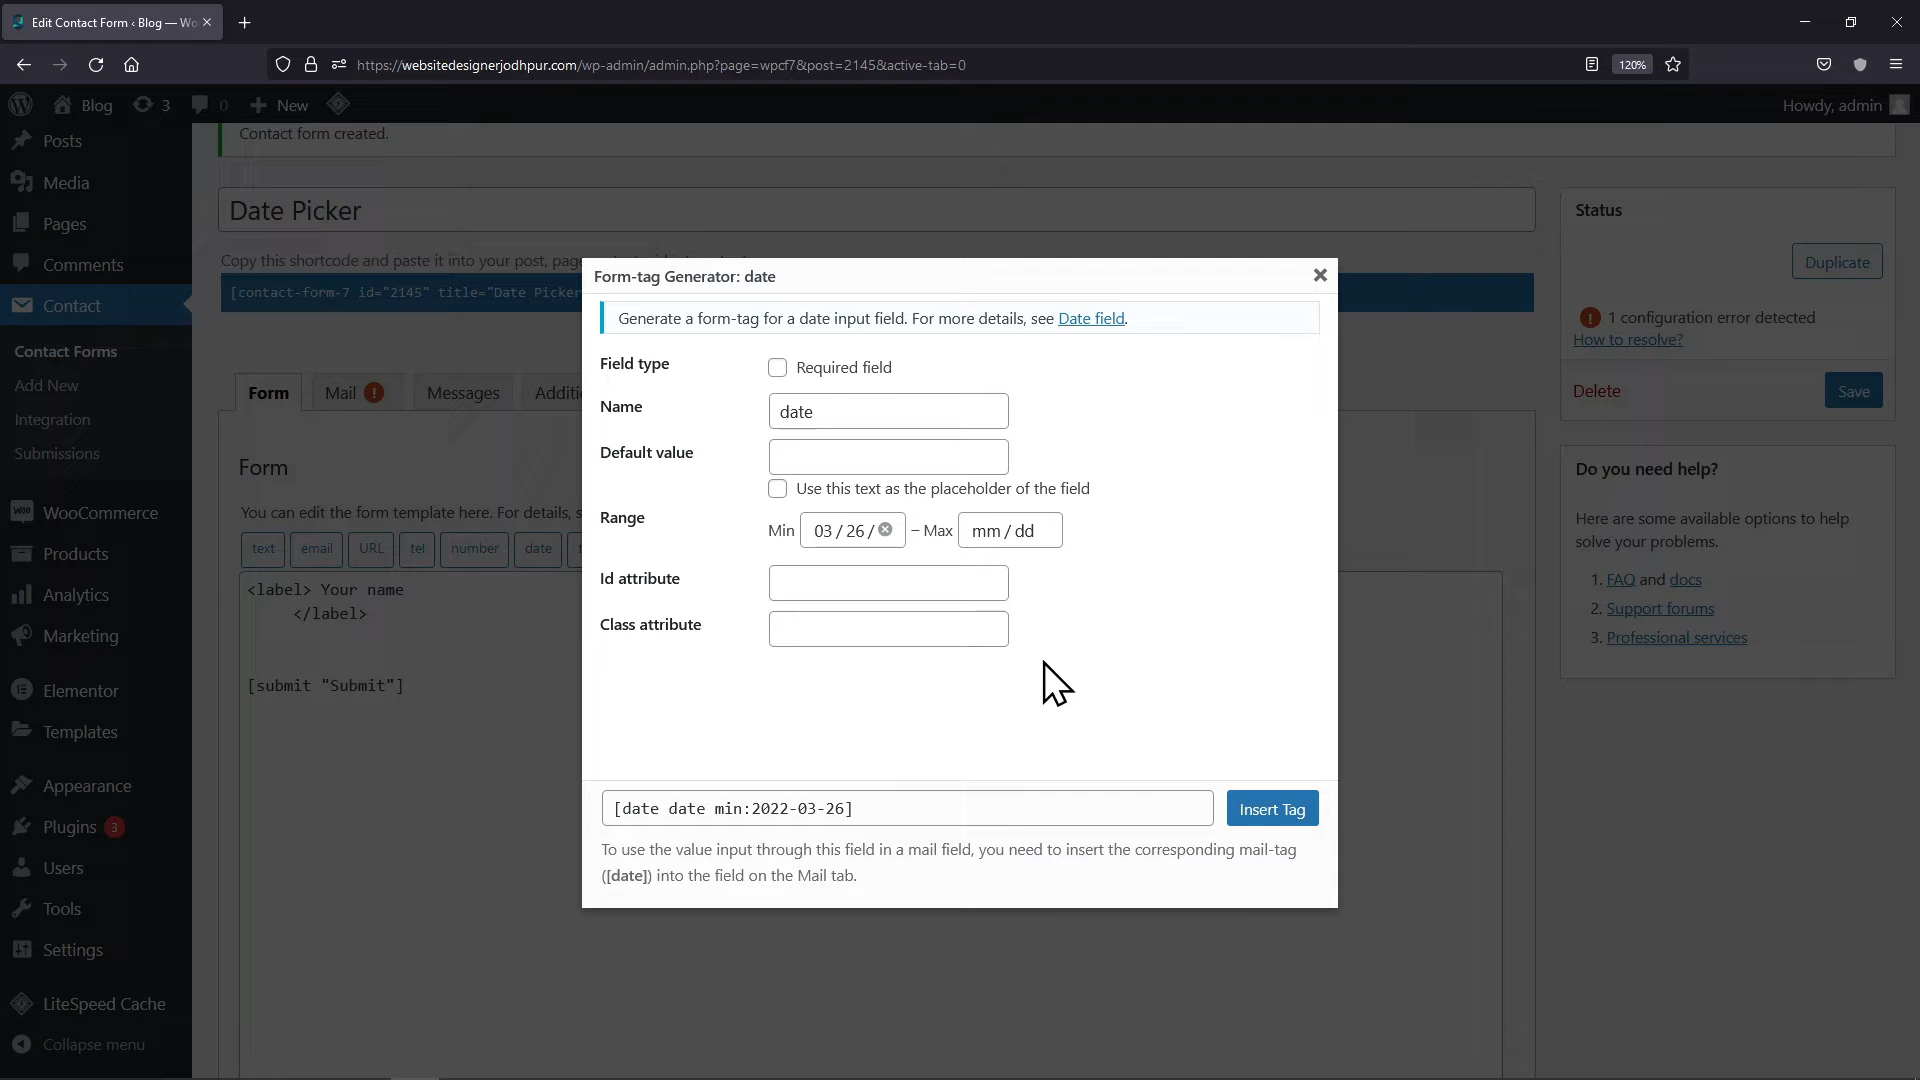 Edit Contact Form ‹ Blog — Wo
https://websitedesignerjodhpur.com/wp-admin/admin.php?page=wpcf7&post=2145&active-tab=0
120%
Blog
3
0
New
Howdy, admin
Posts
Media
Pages
Comments
Contact
Contact Forms
Add New
Integration
Submissions
WooCommerce
Products
Analytics
Marketing
Elementor
Templates
Appearance
Plugins 3
Users
Tools
Settings
LiteSpeed Cache
Collapse menu
Contact form created.
Date Picker
Copy this shortcode and paste it into your post, pag
[contact-form-7 id="2145" title="Date Picker
Form
Mail
Messages
Additi
Form
You can edit the form template here. For details, s
text
email
URL
tel
number
date
t
<label> Your name
</label>
[submit "Submit"]
Form-tag Generator: date
Generate a form-tag for a date input field. For more details, see Date field.
Field type
Required field
Name
date
Default value
Use this text as the placeholder of the field
Range
Min 03 / 26 / – Max mm / dd
Id attribute
Class attribute
[date date min:2022-03-26]
Insert Tag
To use the value input through this field in a mail field, you need to insert the corresponding mail-tag
([date]) into the field on the Mail tab.
Status
Duplicate
1 configuration error detected
How to resolve?
Delete
Save
Do you need help?
Here are some available options to help
solve your problems.
1. FAQ and docs
2. Support forums
3. Professional services